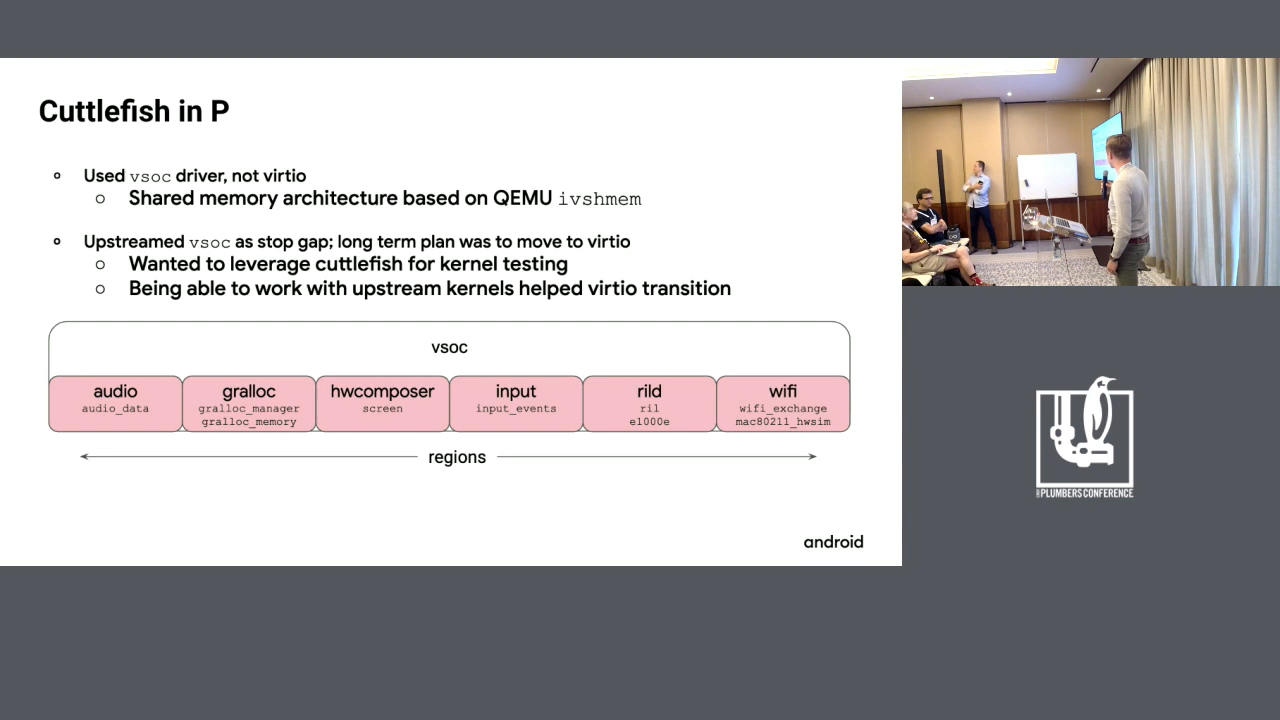 Cuttlefish in P
Used vsoc driver, not virtio
Shared memory architecture based on QEMU ivshmem
Upstreamed vsoc as stop gap; long term plan was to move to virtio
Wanted to leverage cuttlefish for kernel testing
Being able to work with upstream kernels helped virtio transition
vsoc
audio
audio_data
gralloc
gralloc_manager
gralloc_memory
hwcomposer
screen
input
input_events
rild
ril
e1000e
wifi
wifi_exchange
mac80211_hwsim
regions
android
PLUMBERS CONFERENCE